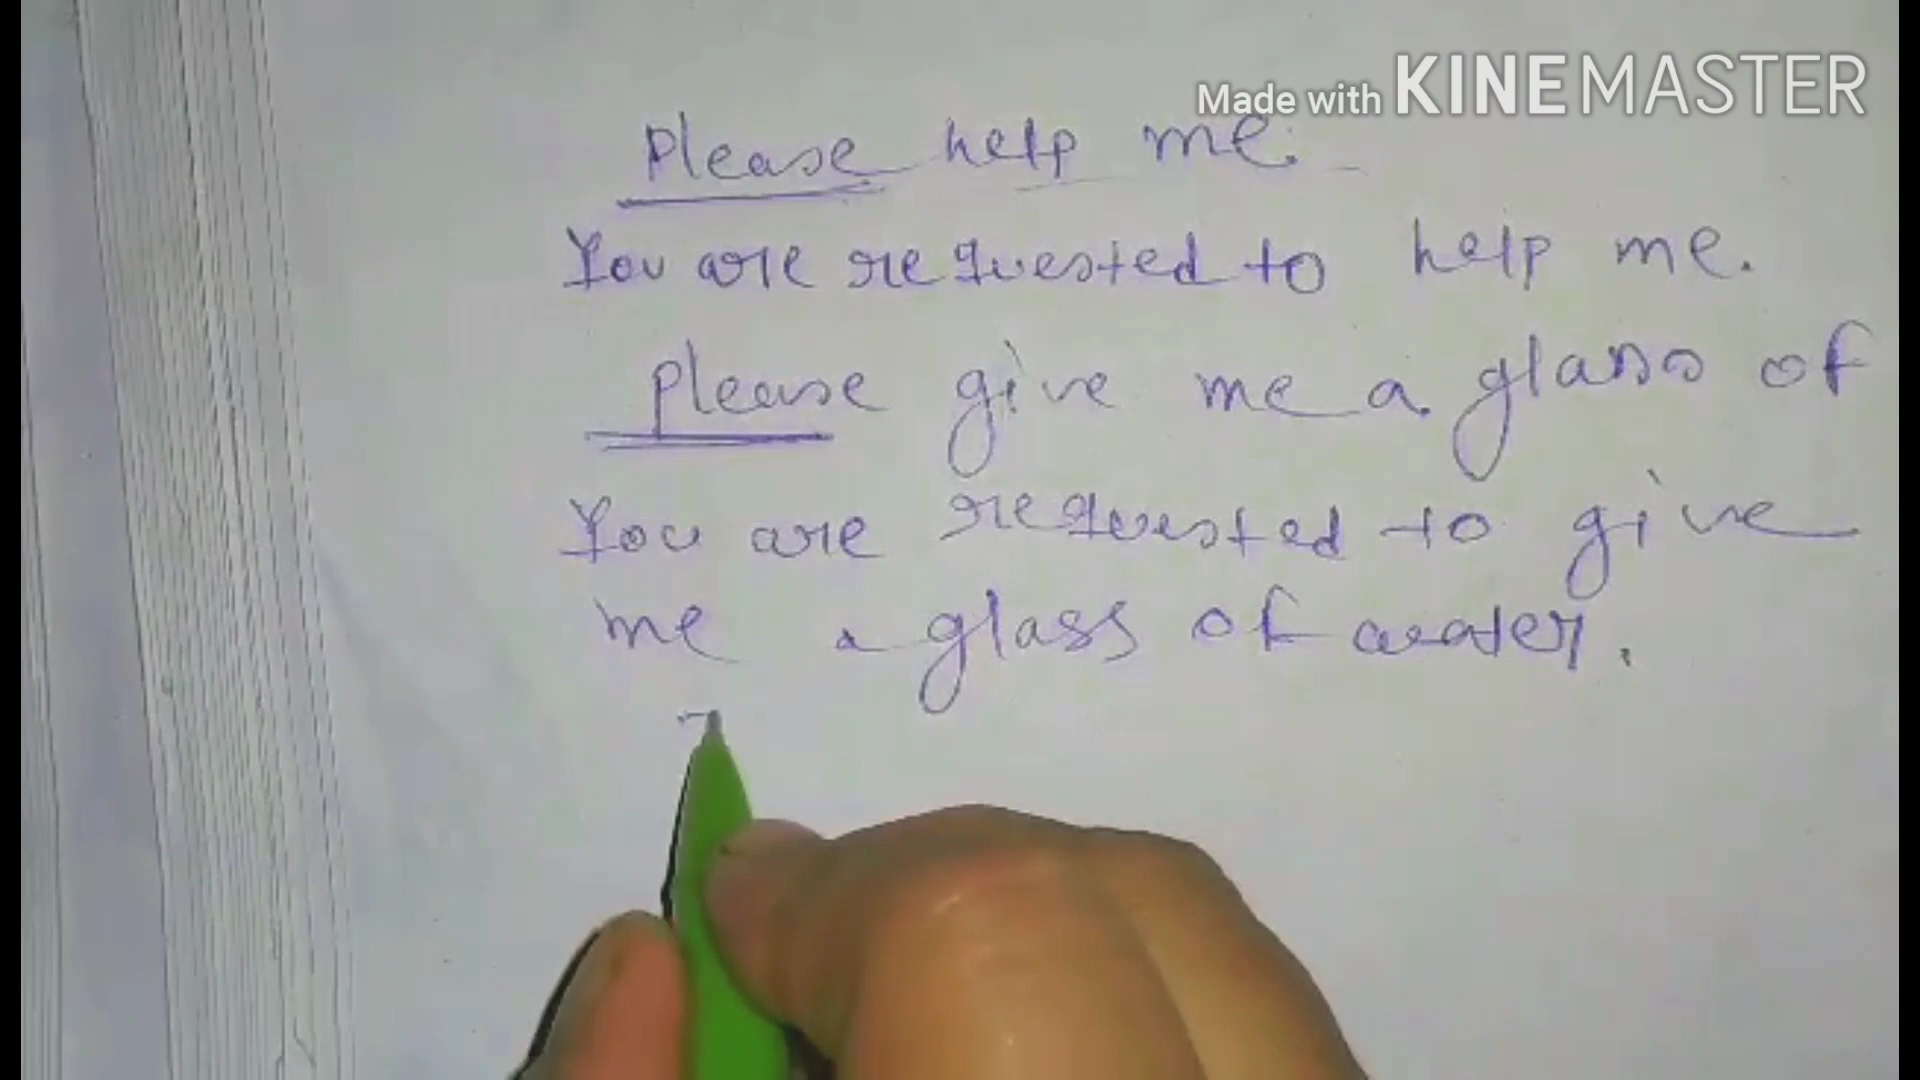 Made with KINEMASTER
Please help me.
You are requested to help me.
please give me a glass of
You are requested to give
me a glass of water.